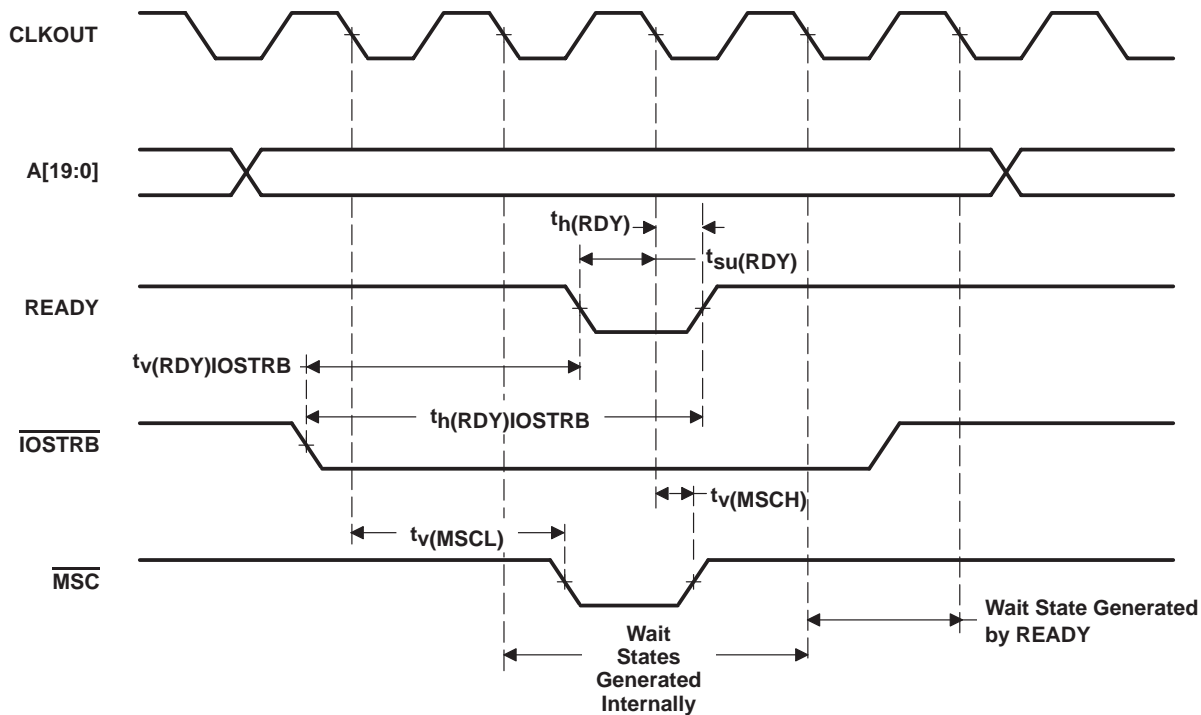 CLKOUT
A[19:0]
th(RDY)
tsu(RDY)
READY
tv(RDY)IOSTRB
th(RDY)IOSTRB
IOSTRB
tv(MSCH)
tv(MSCL)
MSC
Wait State Generated
by READY
Wait
States
Generated
Internally